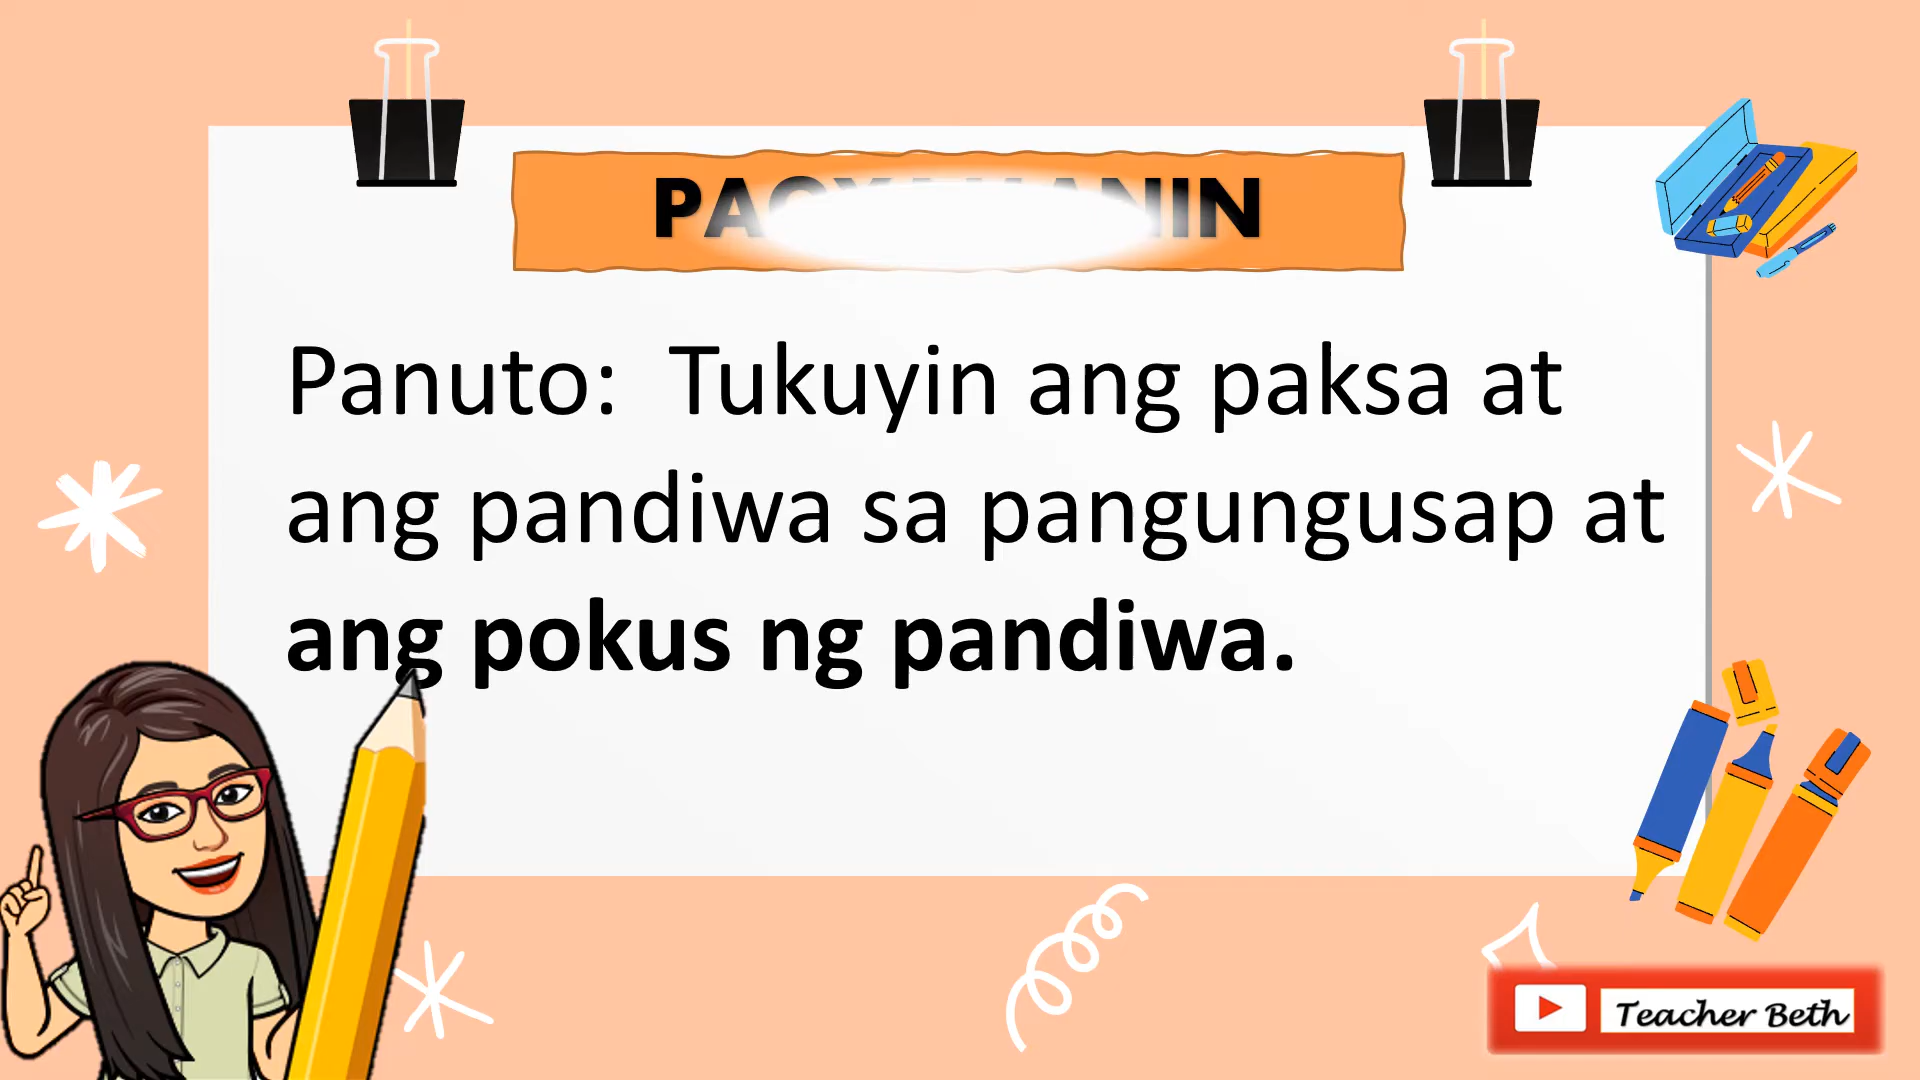 Panuto:  Tukuyin ang paksa at
ang pandiwa sa pangungusap at
ang pokus ng pandiwa.
Teacher Beth